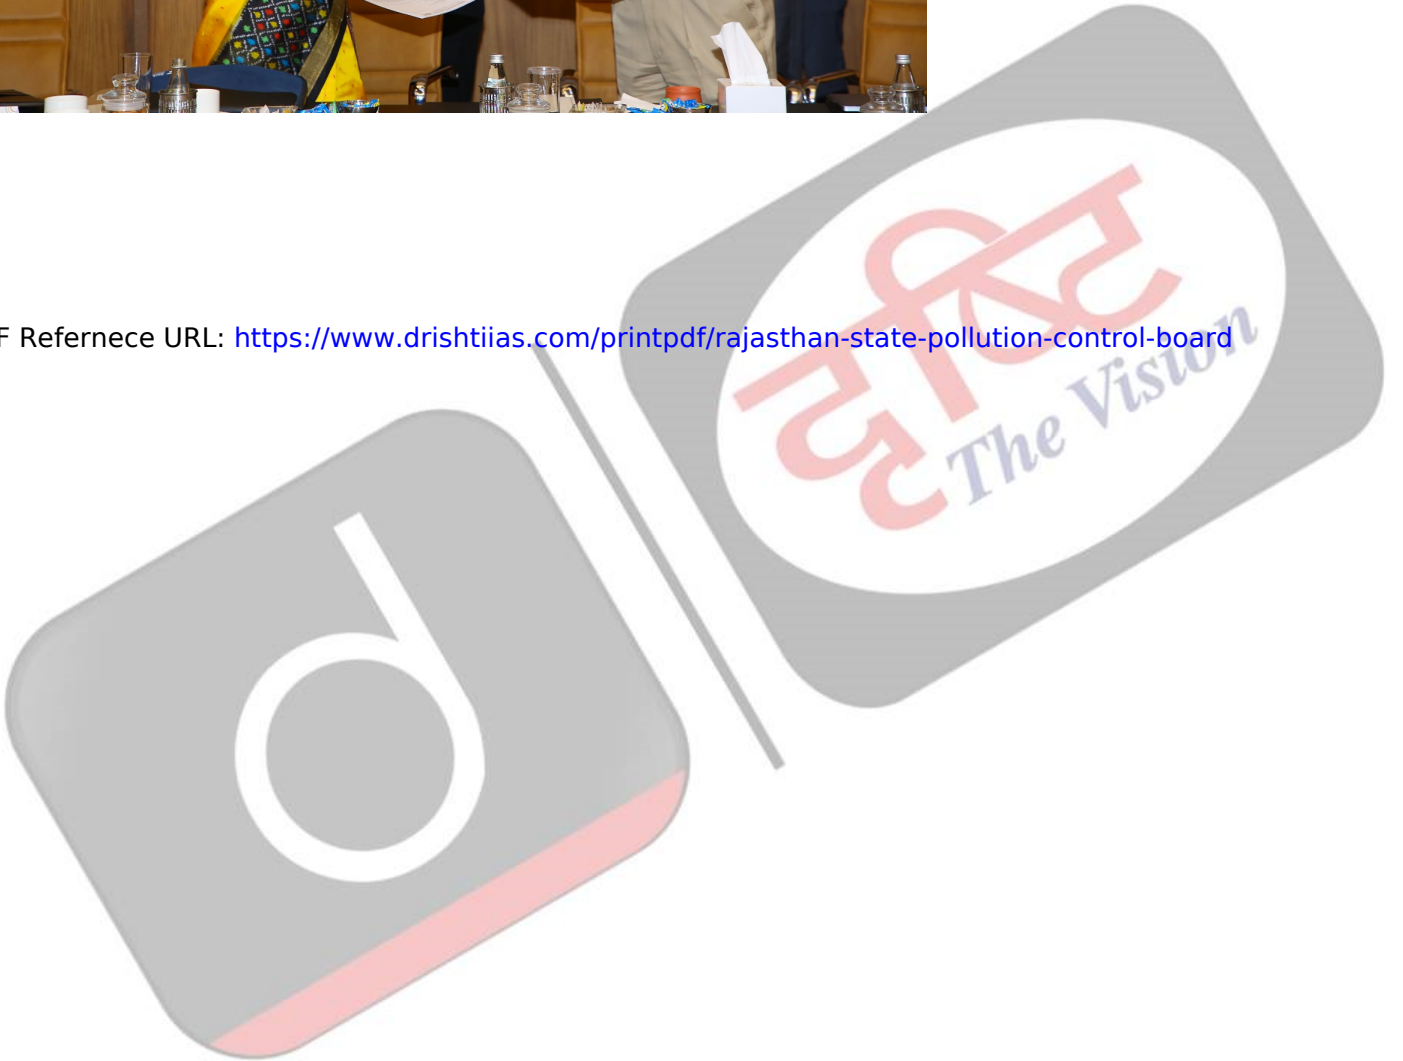 F Refernece URL: https://www.drishtiias.com/printpdf/rajasthan-state-pollution-control-board
दृष्टि
The Vision
d